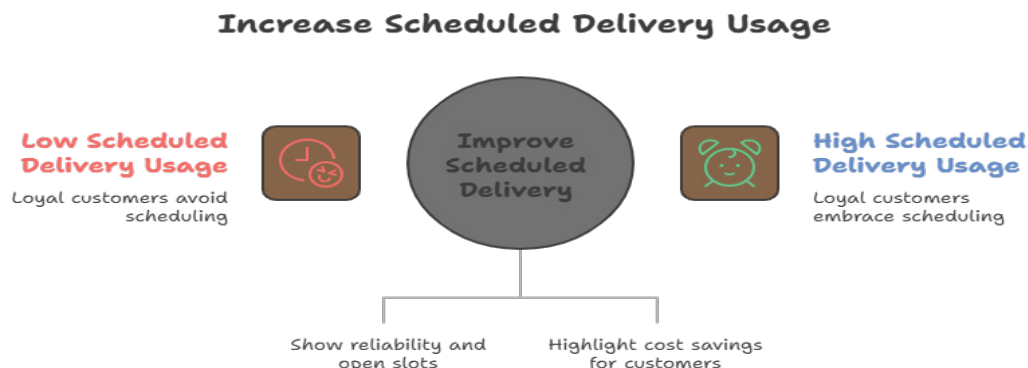 Increase Scheduled Delivery Usage
Low Scheduled
Delivery Usage
Loyal customers avoid
scheduling
Improve
Scheduled
Delivery
High Scheduled
Delivery Usage
Loyal customers
embrace scheduling
Show reliability and
open slots
Highlight cost savings
for customers